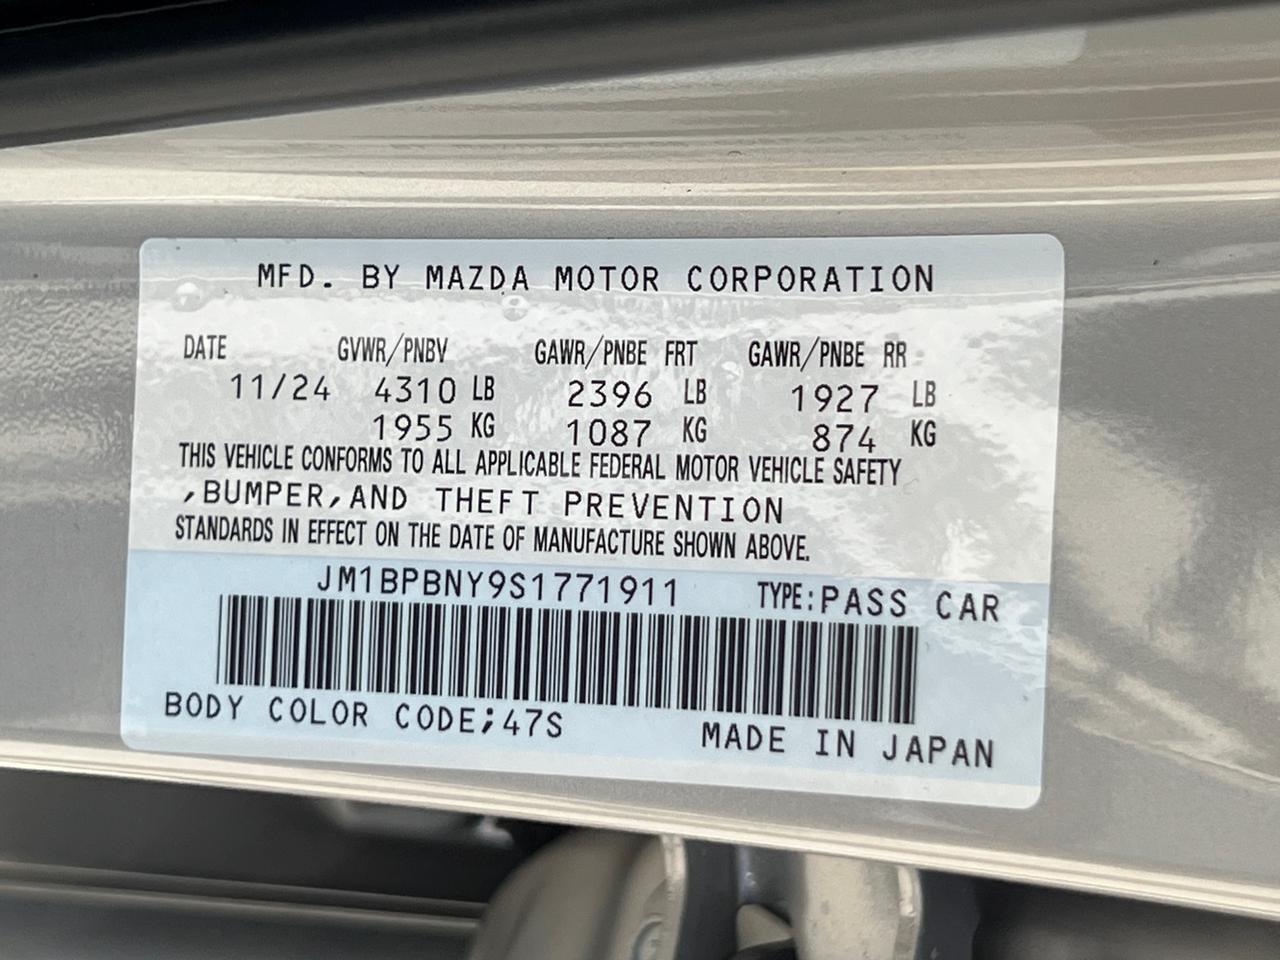 MFD. BY MAZDA MOTOR CORPORATION
DATE GVWR/PNBV GAWR/PNBE FRT GAWR/PNBE RR
11/24 4310 LB 2396 LB 1927 LB
1955 KG 1087 KG 874 KG
THIS VEHICLE CONFORMS TO ALL APPLICABLE FEDERAL MOTOR VEHICLE SAFETY
,BUMPER,AND THEFT PREVENTION
STANDARDS IN EFFECT ON THE DATE OF MANUFACTURE SHOWN ABOVE.
JM1BPBNY9S1771911 TYPE:PASS CAR
BODY COLOR CODE;47S MADE IN JAPAN